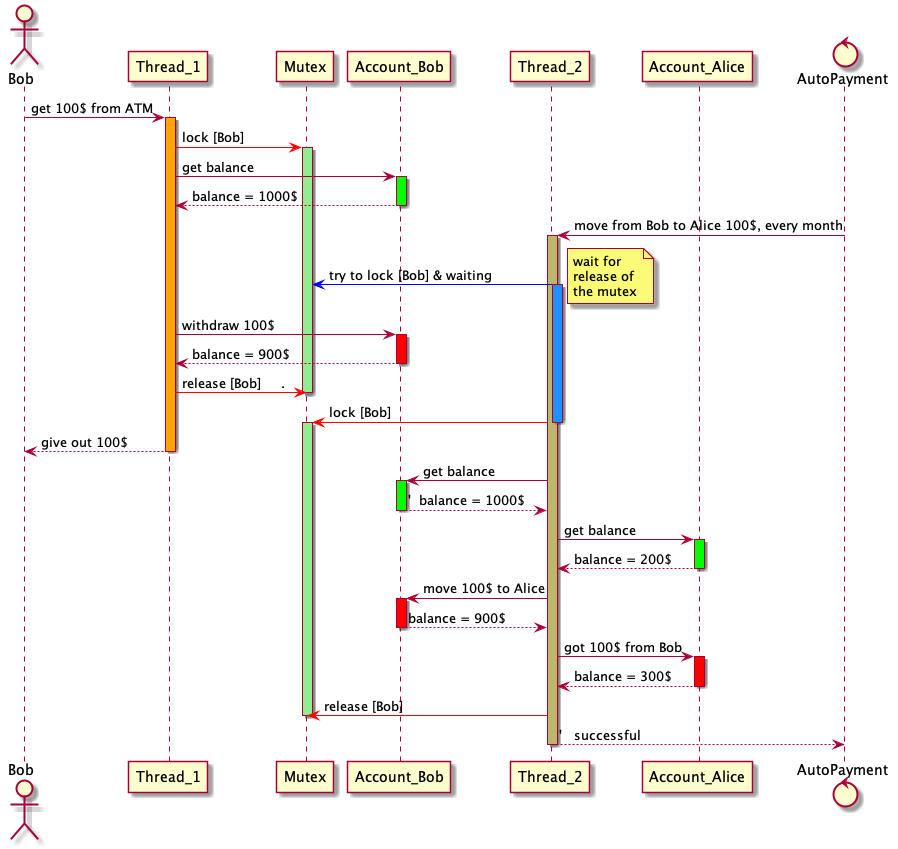 Bob
Thread_1
Mutex
Account_Bob
Thread_2
Account_Alice
AutoPayment
get 100$ from ATM
lock [Bob]
get balance
balance = 1000$
move from Bob to Alice 100$, every month
wait for
release of
the mutex
try to lock [Bob] & waiting
withdraw 100$
balance = 900$
release [Bob]     .
lock [Bob]
give out 100$
get balance
'  balance = 1000$
get balance
balance = 200$
move 100$ to Alice
balance = 900$
got 100$ from Bob
balance = 300$
release [Bob]
'   successful
Bob
Thread_1
Mutex
Account_Bob
Thread_2
Account_Alice
AutoPayment